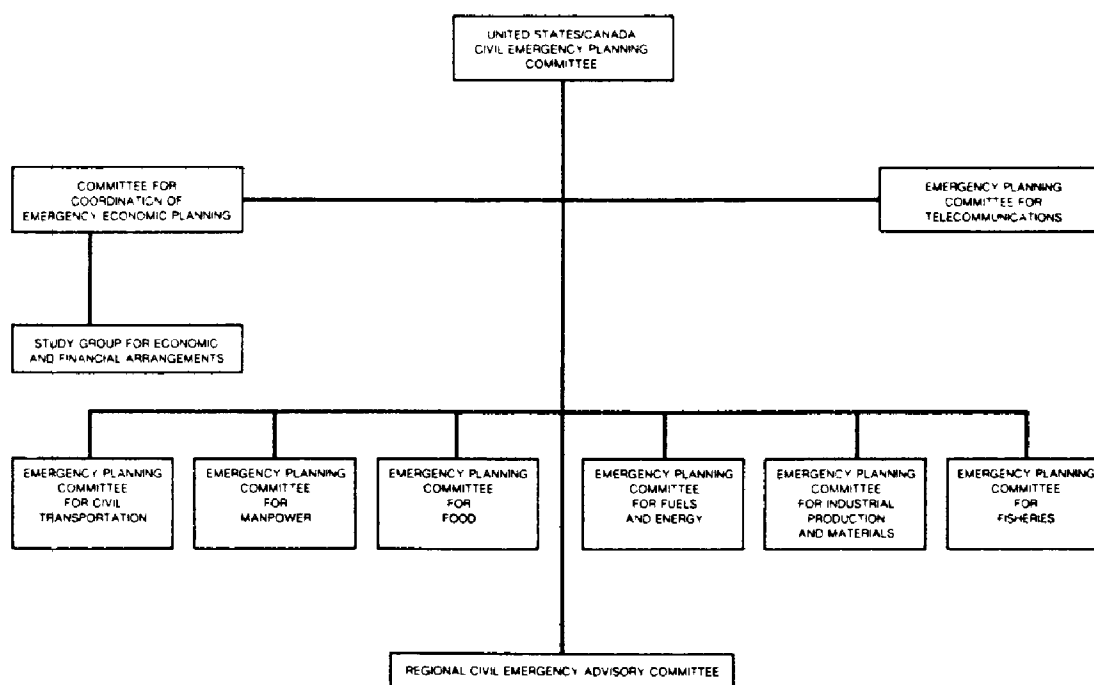 UNITED STATES/CANADA
CIVIL EMERGENCY PLANNING
COMMITTEE
COMMITTEE FOR
COORDINATION OF
EMERGENCY ECONOMIC PLANNING
EMERGENCY PLANNING
COMMITTEE FOR
TELECOMMUNICATIONS
STUDY GROUP FOR ECONOMIC
AND FINANCIAL ARRANGEMENTS
EMERGENCY PLANNING
COMMITTEE
FOR CIVIL
TRANSPORTATION
EMERGENCY PLANNING
COMMITTEE
FOR
MANPOWER
EMERGENCY PLANNING
COMMITTEE
FOR
FOOD
EMERGENCY PLANNING
COMMITTEE
FOR FUELS
AND ENERGY
EMERGENCY PLANNING
COMMITTEE
FOR INDUSTRIAL
PRODUCTION
AND MATERIALS
EMERGENCY PLANNING
COMMITTEE
FOR
FISHERIES
REGIONAL CIVIL EMERGENCY ADVISORY COMMITTEE